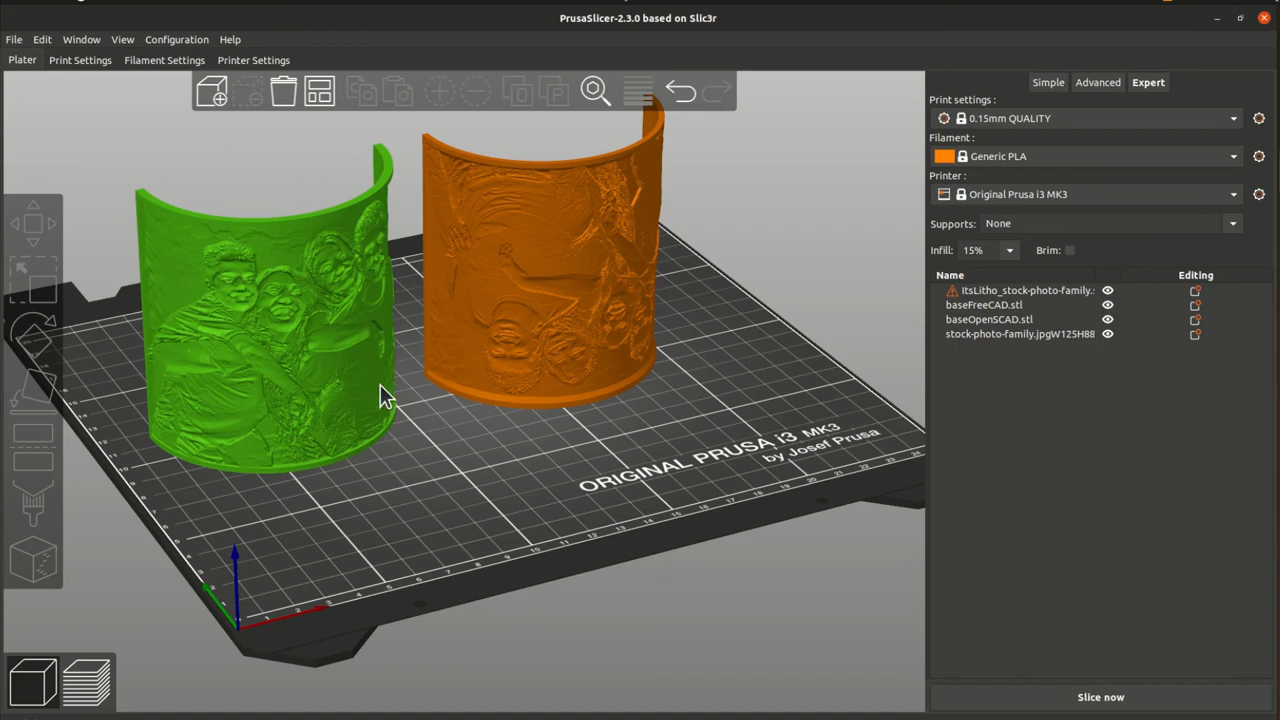 PrusaSlicer-2.3.0 based on Slic3r
File Edit Window View Configuration Help
Plater Print Settings Filament Settings Printer Settings
Simple Advanced Expert
Print settings :
0.15mm QUALITY
Filament :
Generic PLA
Printer :
Original Prusa i3 MK3
Supports: None
Infill: 15% Brim:
Name Editing
ItsLitho_stock-photo-family.s
baseFreeCAD.stl
baseOpenSCAD.stl
stock-photo-family.jpgW125H88
ORIGINAL PRUSA i3 MK3
by Josef Prusa
Slice now